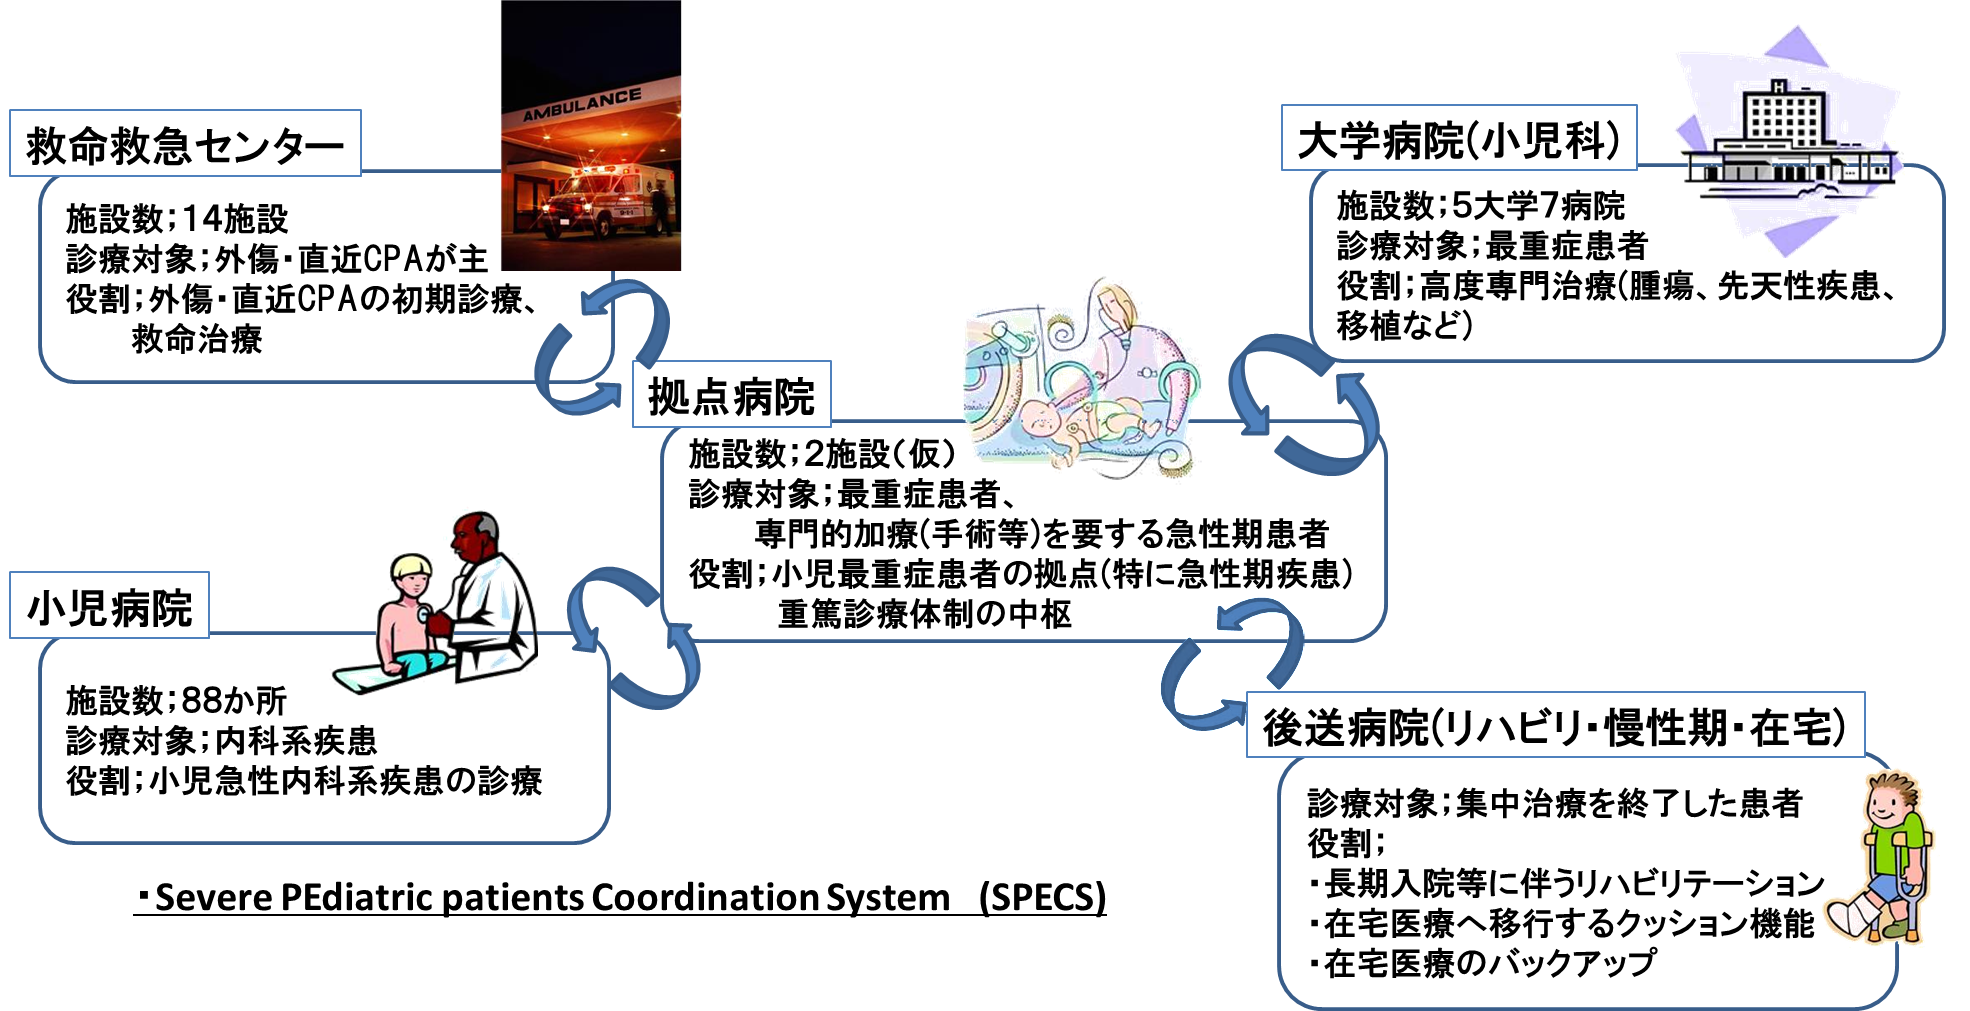 救命救急センター
施設数；14施設
診療対象；外傷・直近CPAが主
役割；外傷・直近CPAの初期診療、
救命治療
AMBULANCE
大学病院(小児科)
施設数；5大学7病院
診療対象；最重症患者
役割；高度専門治療(腫瘍、先天性疾患、
移植など)
拠点病院
施設数；2施設（仮）
診療対象；最重症患者、
専門的加療(手術等)を要する急性期患者
役割；小児最重症患者の拠点(特に急性期疾患)
重篤診療体制の中枢
小児病院
施設数；88か所
診療対象；内科系疾患
役割；小児急性内科系疾患の診療
後送病院(リハビリ・慢性期・在宅)
診療対象；集中治療を終了した患者
役割；
・長期入院等に伴うリハビリテーション
・在宅医療へ移行するクッション機能
・在宅医療のバックアップ
・Severe PEdiatric patients Coordination System (SPECS)